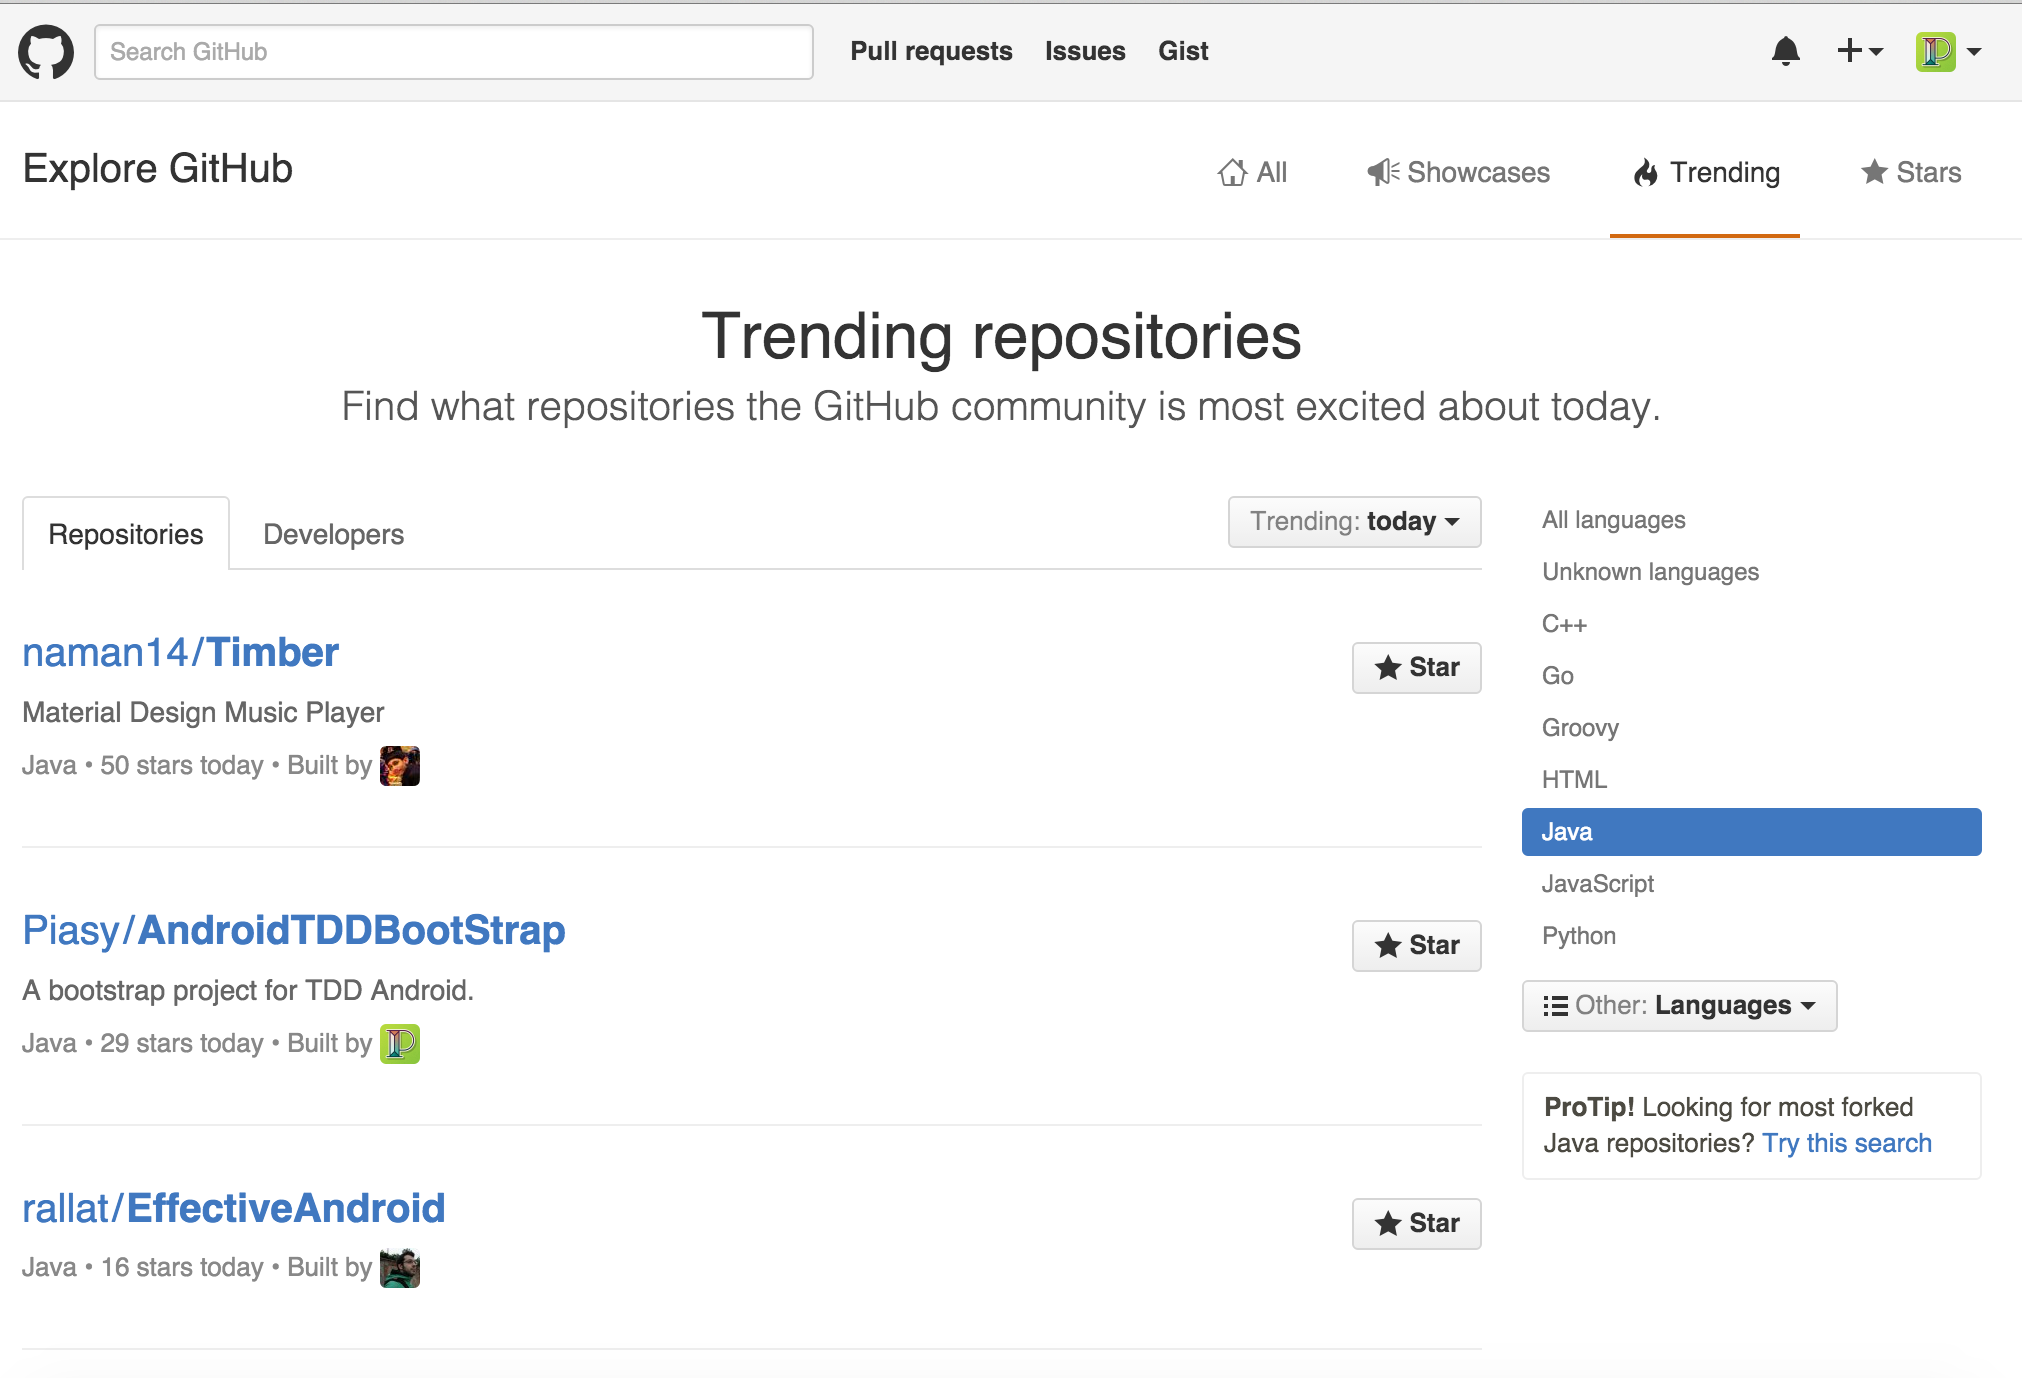 Search GitHub
Pull requests Issues Gist
Explore GitHub
All Showcases Trending Stars
Trending repositories
Find what repositories the GitHub community is most excited about today.
Repositories Developers
Trending: today
naman14/Timber
Star
Material Design Music Player
Java • 50 stars today • Built by
Piasy/AndroidTDDBootStrap
Star
A bootstrap project for TDD Android.
Java • 29 stars today • Built by
rallat/EffectiveAndroid
Star
Java • 16 stars today • Built by
All languages
Unknown languages
C++
Go
Groovy
HTML
Java
JavaScript
Python
Other: Languages
ProTip! Looking for most forked
Java repositories? Try this search